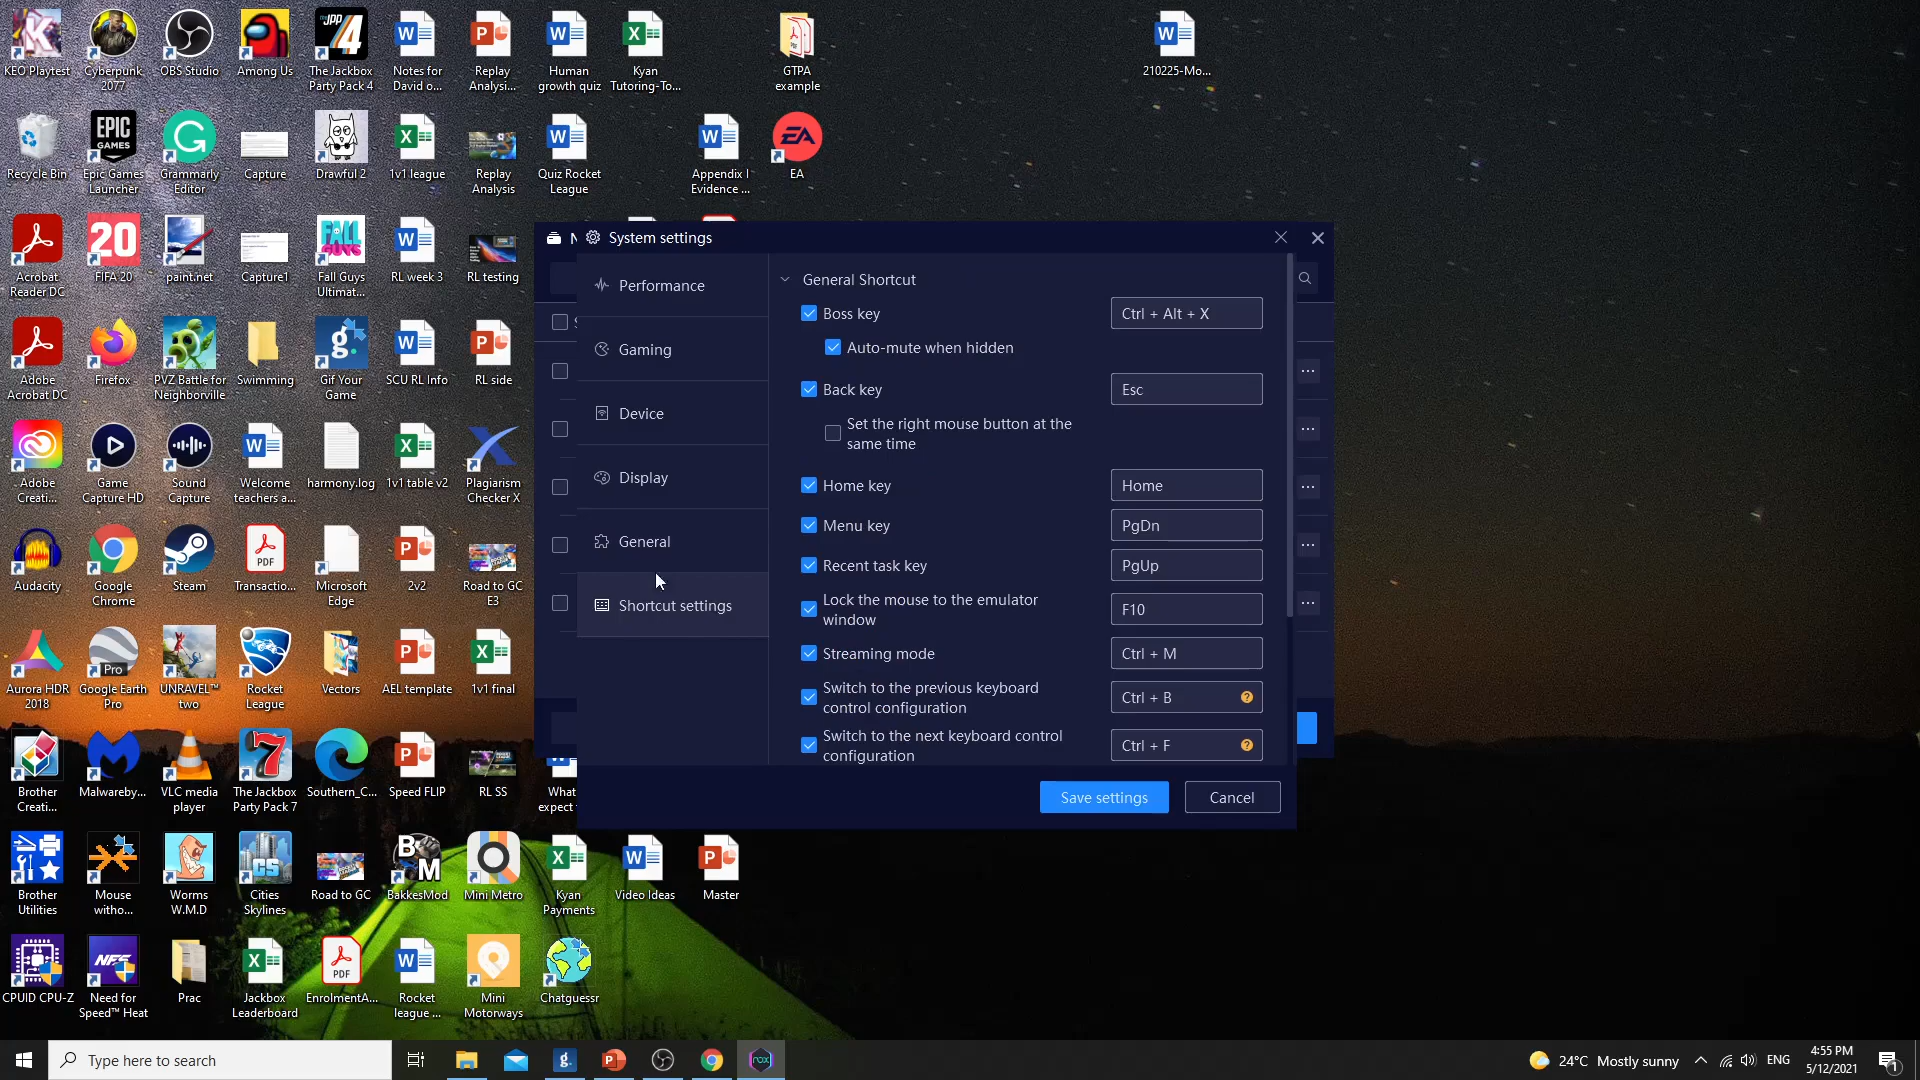 KEO Playtest
Cyberpunk
2077
OBS Studio
Among Us
The Jackbox
Party Pack 4
Notes for
David o...
Replay
Analysi...
Human
growth quiz
Kyan
Tutoring-To...
GTPA
example
210225-Mo...
Recycle Bin
Epic Games
Launcher
Grammarly
Editor
Capture
Drawful 2
1v1 league
Replay
Analysis
Quiz Rocket
League
Appendix I
Evidence ...
EA
Acrobat
Reader DC
FIFA 20
paint.net
Capture1
Fall Guys
Ultimat...
RL week 3
RL testing
Adobe
Acrobat DC
Firefox
PVZ Battle for
Neighborville
Swimming
Gif Your
Game
SCU RL Info
RL side
Adobe
Creati...
Game
Capture HD
Sound
Capture
Welcome
teachers a...
harmony.log
1v1 table v2
Plagiarism
Checker X
Audacity
Google
Chrome
Steam
Transactio...
Microsoft
Edge
2v2
Road to GC
E3
Aurora HDR
2018
Google Earth
Pro
UNRAVEL™
two
Rocket
League
Vectors
AEL template
1v1 final
Brother
Creati...
Malwareby...
VLC media
player
The Jackbox
Party Pack 7
Southern_C...
Speed FLIP
RL SS
What
expect
Brother
Utilities
Mouse
witho...
Worms
W.M.D
Cities
Skylines
Road to GC
BakkesMod
Mini Metro
Kyan
Payments
Video Ideas
Master
CPUID CPU-Z
Need for
Speed™ Heat
Prac
Jackbox
Leaderboard
EnrolmentA...
Rocket
league ...
Mini
Motorways
Chatguessr
System settings
Performance
Gaming
Device
Display
General
Shortcut settings
General Shortcut
Boss key
Ctrl + Alt + X
Auto-mute when hidden
Back key
Esc
Set the right mouse button at the
same time
Home key
Home
Menu key
PgDn
Recent task key
PgUp
Lock the mouse to the emulator
window
F10
Streaming mode
Ctrl + M
Switch to the previous keyboard
control configuration
Ctrl + B
Switch to the next keyboard control
configuration
Ctrl + F
Save settings
Cancel
Type here to search
24°C Mostly sunny
ENG
4:55 PM
5/12/2021